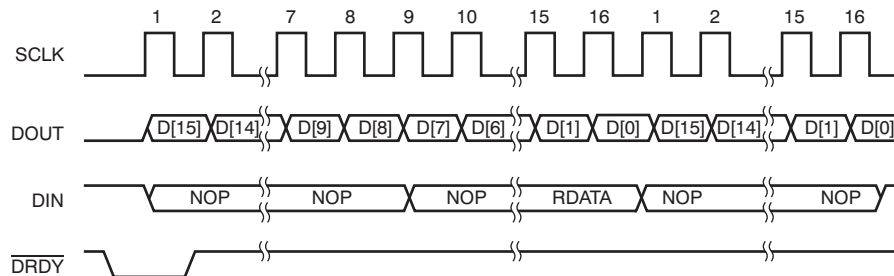 1 2 7 8 9 10 15 16 1 2 15 16
SCLK
DOUT D[15] D[14] D[9] D[8] D[7] D[6] D[1] D[0] D[15] D[14] D[1] D[0]
DIN NOP NOP NOP RDATA NOP NOP
DRDY